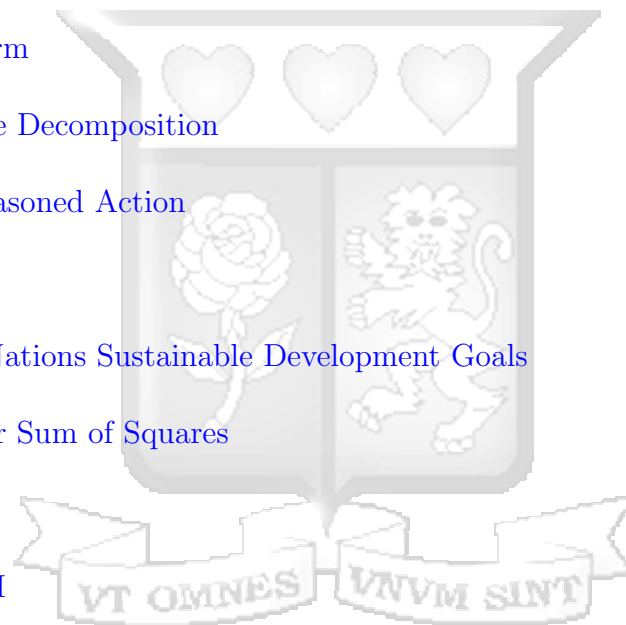 rm
e Decomposition
asoned Action
Nations Sustainable Development Goals
r Sum of Squares
VT OMNES VNVM SINT